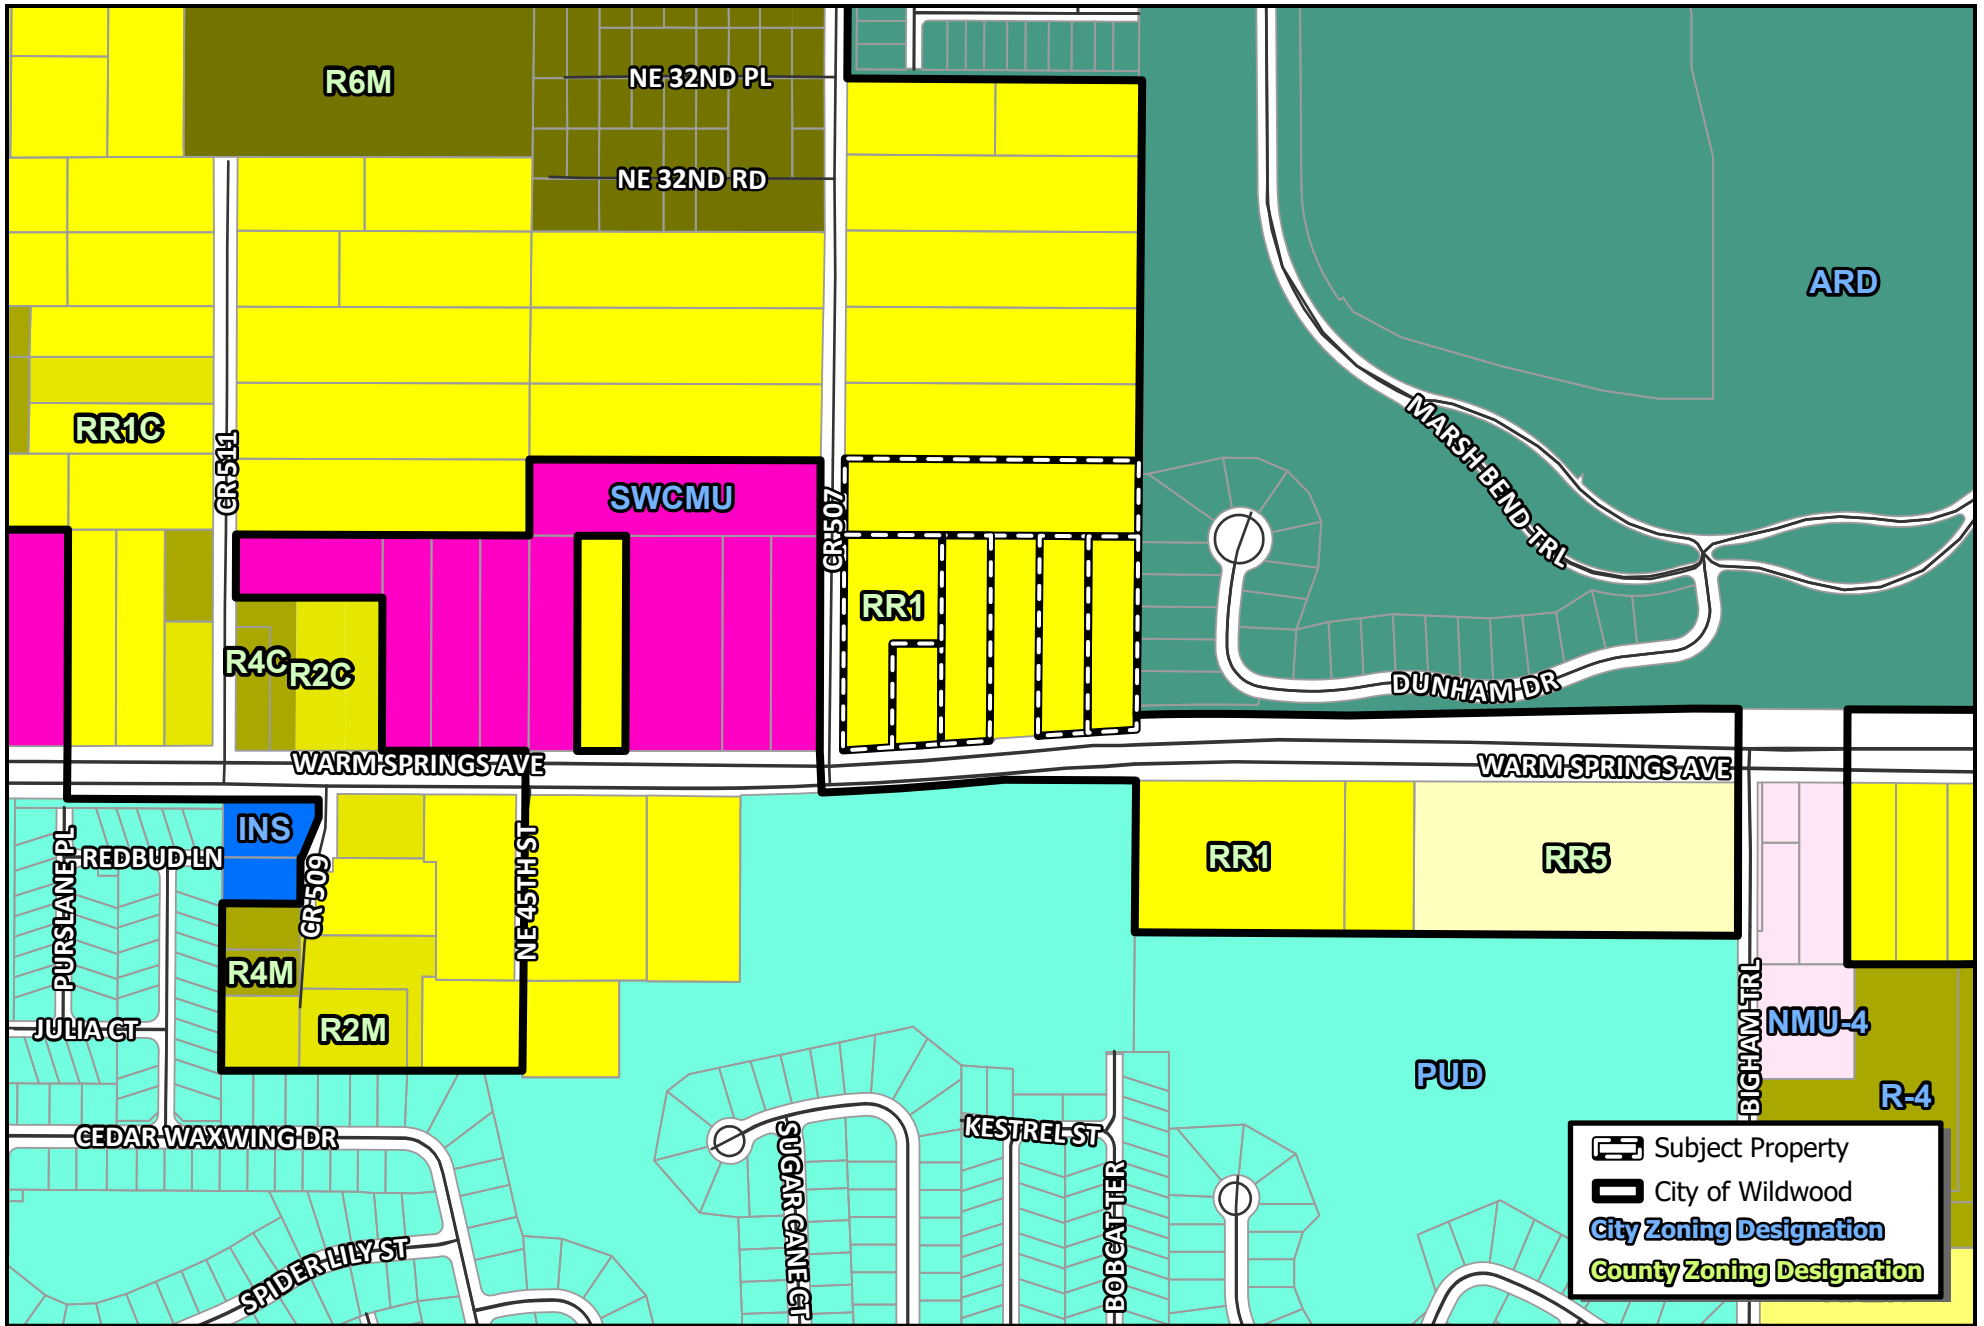 R6M
NE 32ND PL
NE 32ND RD
ARD
RR1C
CR 511
MARSH BEND TRL
SWCMU
CR 507
RR1
R4C
R2C
DUNHAM DR
WARM SPRINGS AVE
WARM SPRINGS AVE
INS
REDBUD LN
PURSLANE PL
CR 509
NE 45TH ST
RR1
RR5
R4M
R2M
JULIA CT
BIGHAM TRL
NMU-4
PUD
R-4
CEDAR WAXWING DR
SUGAR CANE CT
KESTREL ST
BOBCAT TER
SPIDER LILY ST
Subject Property
City of Wildwood
City Zoning Designation
County Zoning Designation